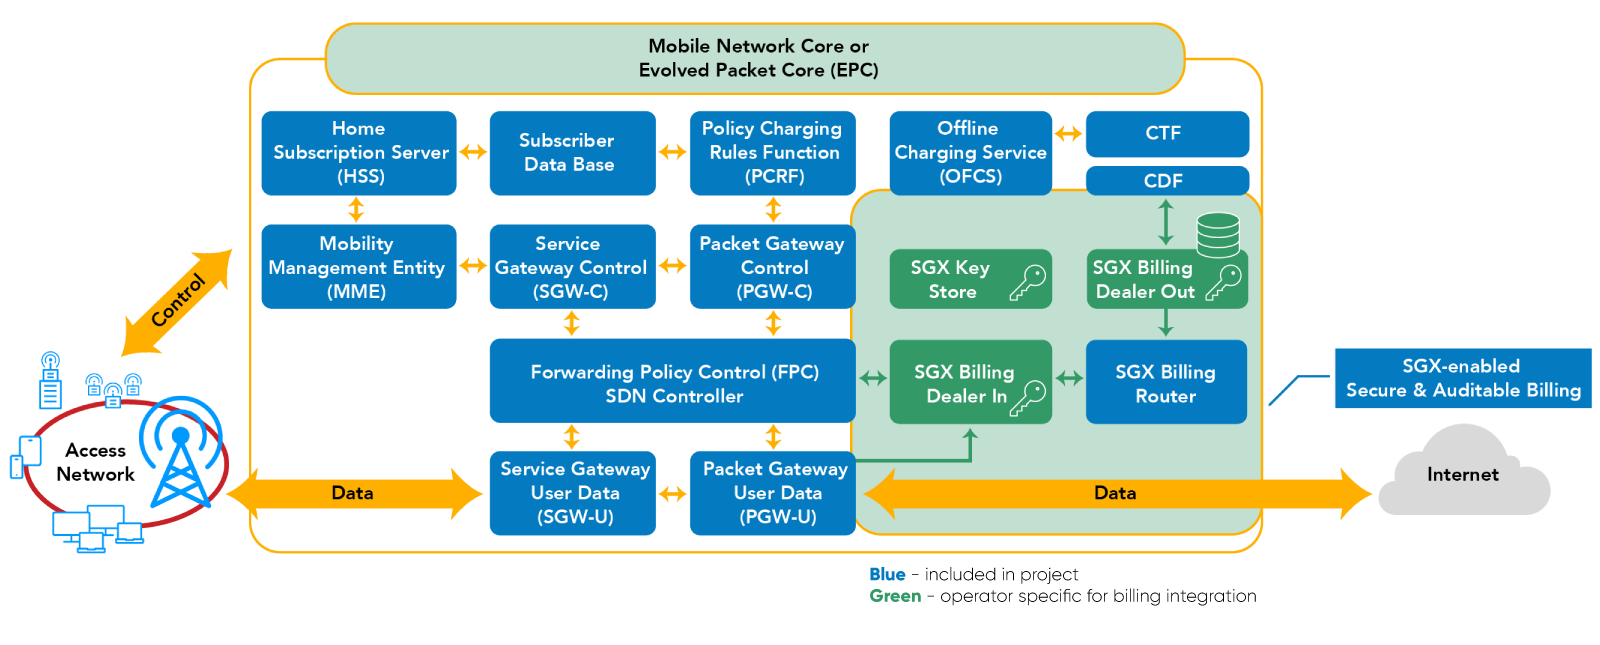 Mobile Network Core or
Evolved Packet Core (EPC)
Home
Subscription Server
(HSS)
Subscriber
Data Base
Policy Charging
Rules Function
(PCRF)
Offline
Charging Service
(OFCS)
CTF
CDF
Mobility
Management Entity
(MME)
Service
Gateway Control
(SGW-C)
Packet Gateway
Control
(PGW-C)
SGX Key
Store
SGX Billing
Dealer Out
Control
Forwarding Policy Control (FPC)
SDN Controller
SGX Billing
Dealer In
SGX Billing
Router
SGX-enabled
Secure & Auditable Billing
Access
Network
Data
Service Gateway
User Data
(SGW-U)
Packet Gateway
User Data
(PGW-U)
Data
Internet
Blue - included in project
Green - operator specific for billing integration